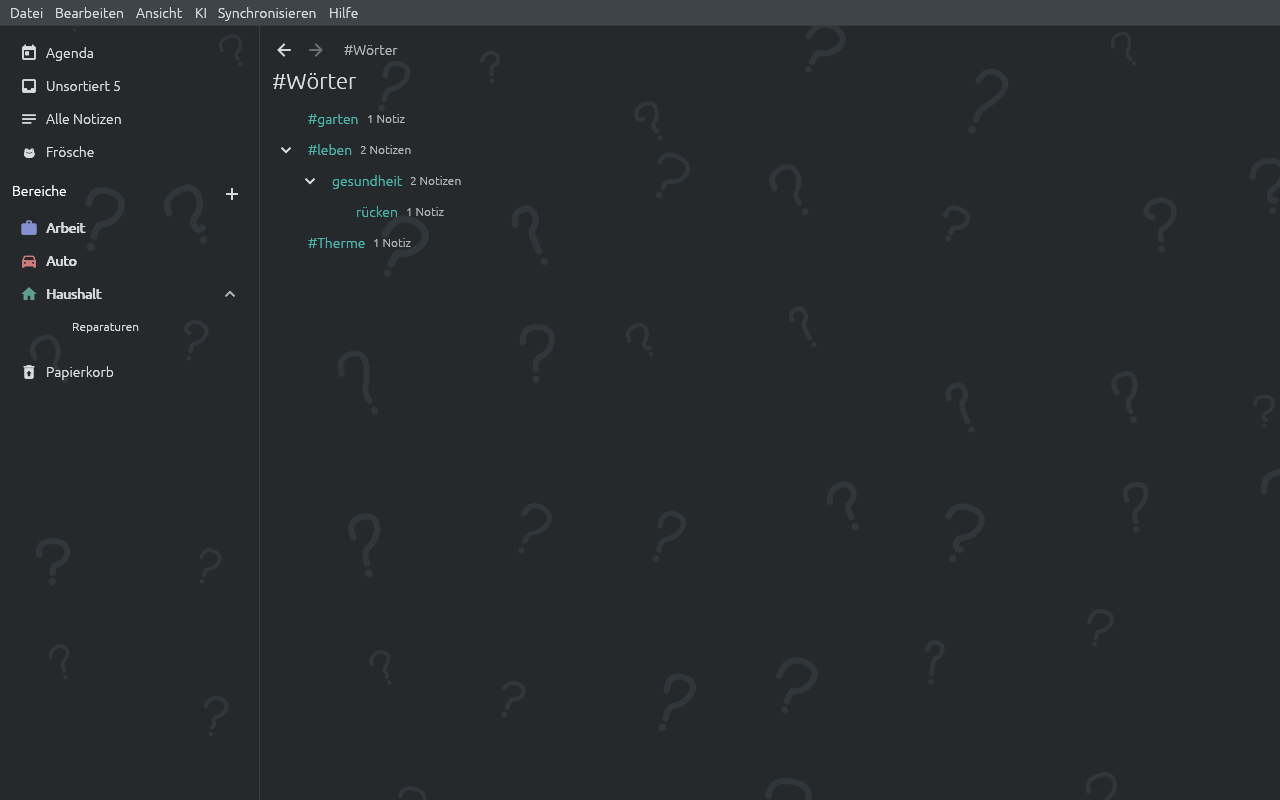 Datei Bearbeiten Ansicht KI Synchronisieren Hilfe
Agenda
Unsortiert 5
Alle Notizen
Frösche
Bereiche
Arbeit
Auto
Haushalt
Reparaturen
Papierkorb
#Wörter
#Wörter
#garten 1 Notiz
#leben 2 Notizen
gesundheit 2 Notizen
rücken 1 Notiz
#Therme 1 Notiz